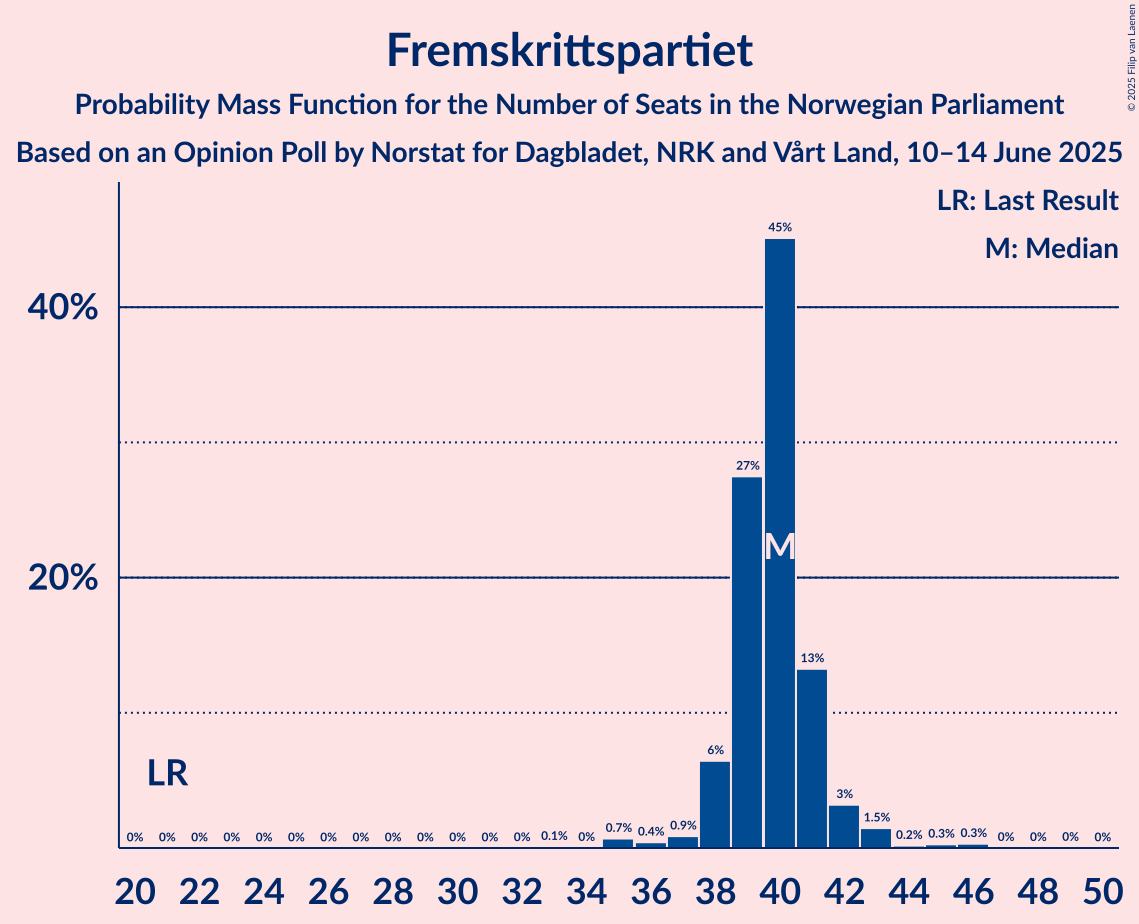 Fremskrittspartiet
Probability Mass Function for the Number of Seats in the Norwegian Parliament
Based on an Opinion Poll by Norstat for Dagbladet, NRK and Vårt Land, 10–14 June 2025
© 2025 Filip van Laenen
LR: Last Result
M: Median
45%
40%
27%
M
20%
13%
6%
LR
3%
0% 0% 0% 0% 0% 0% 0% 0% 0% 0% 0% 0% 0% 0.1% 0% 0.7% 0.4% 0.9% 1.5% 0.2% 0.3% 0.3% 0% 0% 0% 0%
20 22 24 26 28 30 32 34 36 38 40 42 44 46 48 50